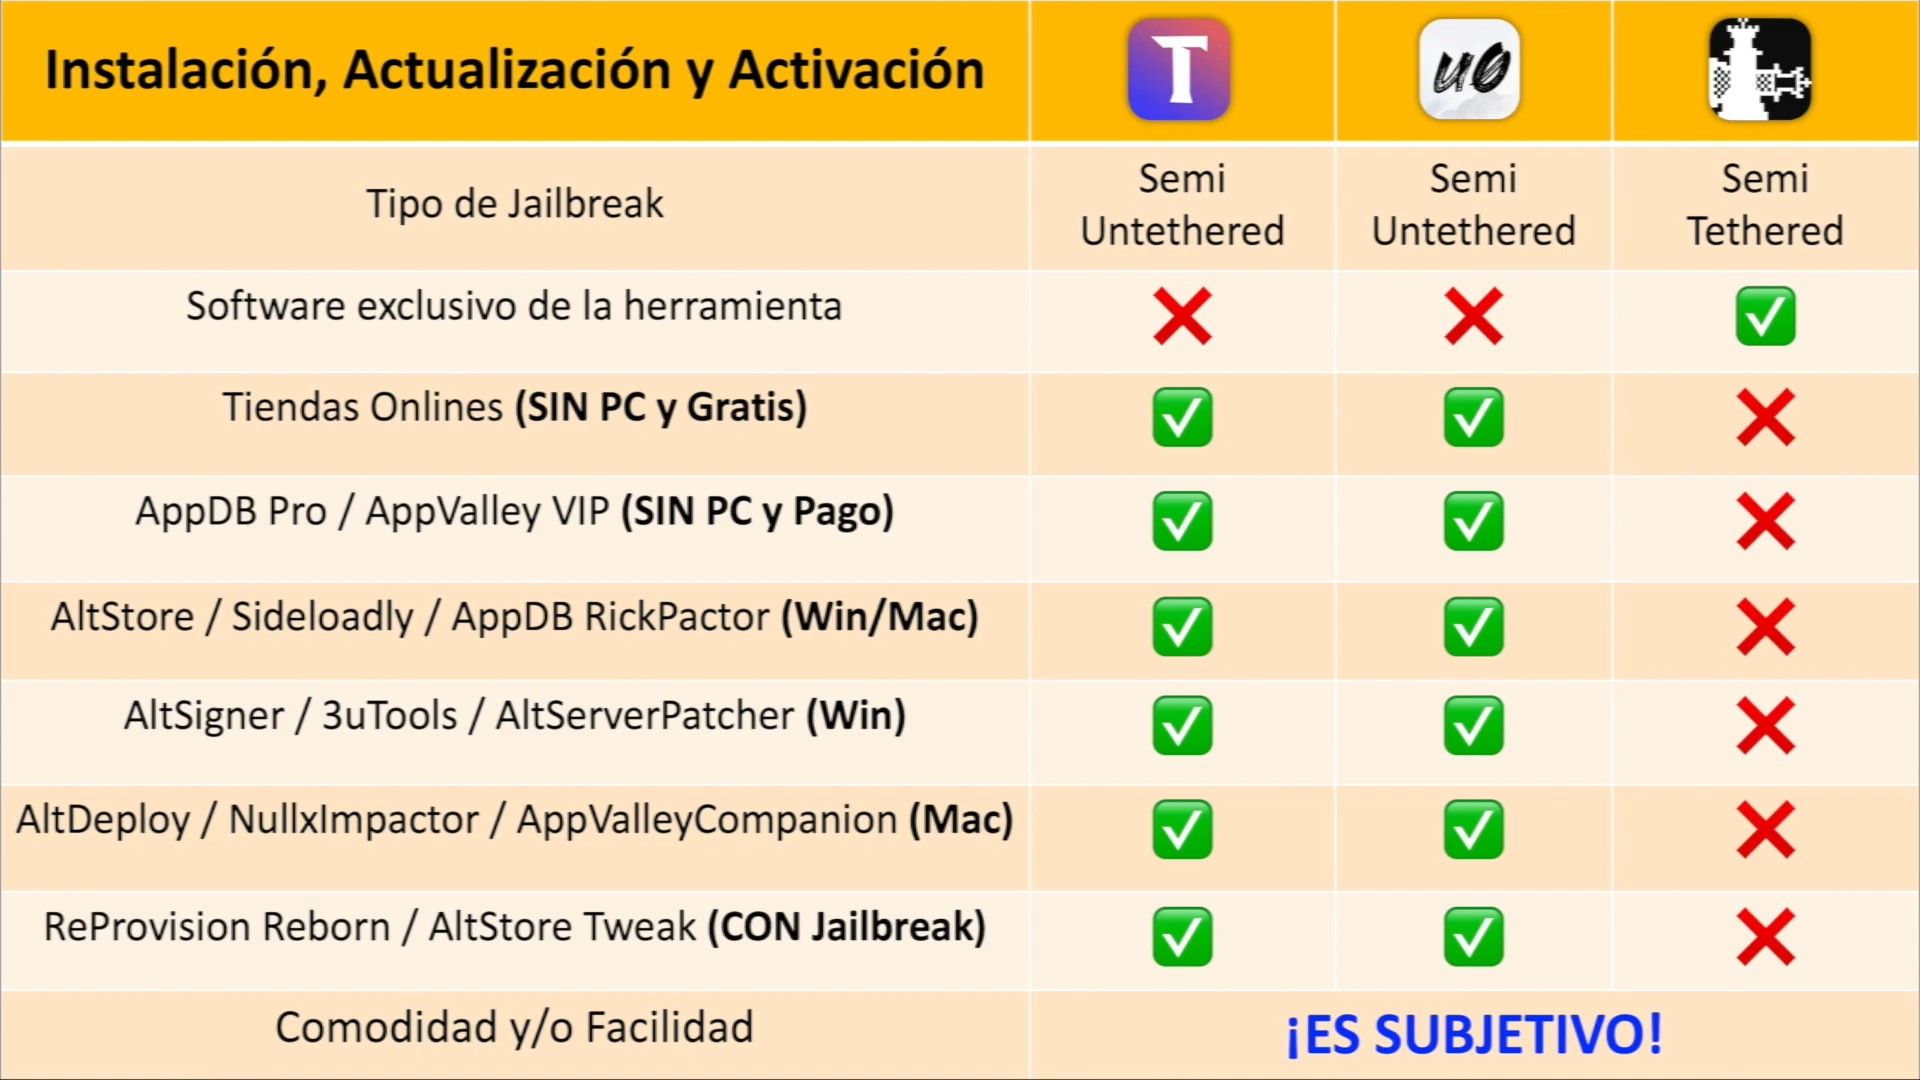 Instalación, Actualización y Activación
T
u0
Tipo de Jailbreak
Semi
Untethered
Semi
Untethered
Semi
Tethered
Software exclusivo de la herramienta
Tiendas Onlines (SIN PC y Gratis)
AppDB Pro / AppValley VIP (SIN PC y Pago)
AltStore / Sideloadly / AppDB RickPactor (Win/Mac)
AltSigner / 3uTools / AltServerPatcher (Win)
AltDeploy / NullxImpactor / AppValleyCompanion (Mac)
ReProvision Reborn / AltStore Tweak (CON Jailbreak)
Comodidad y/o Facilidad
¡ES SUBJETIVO!